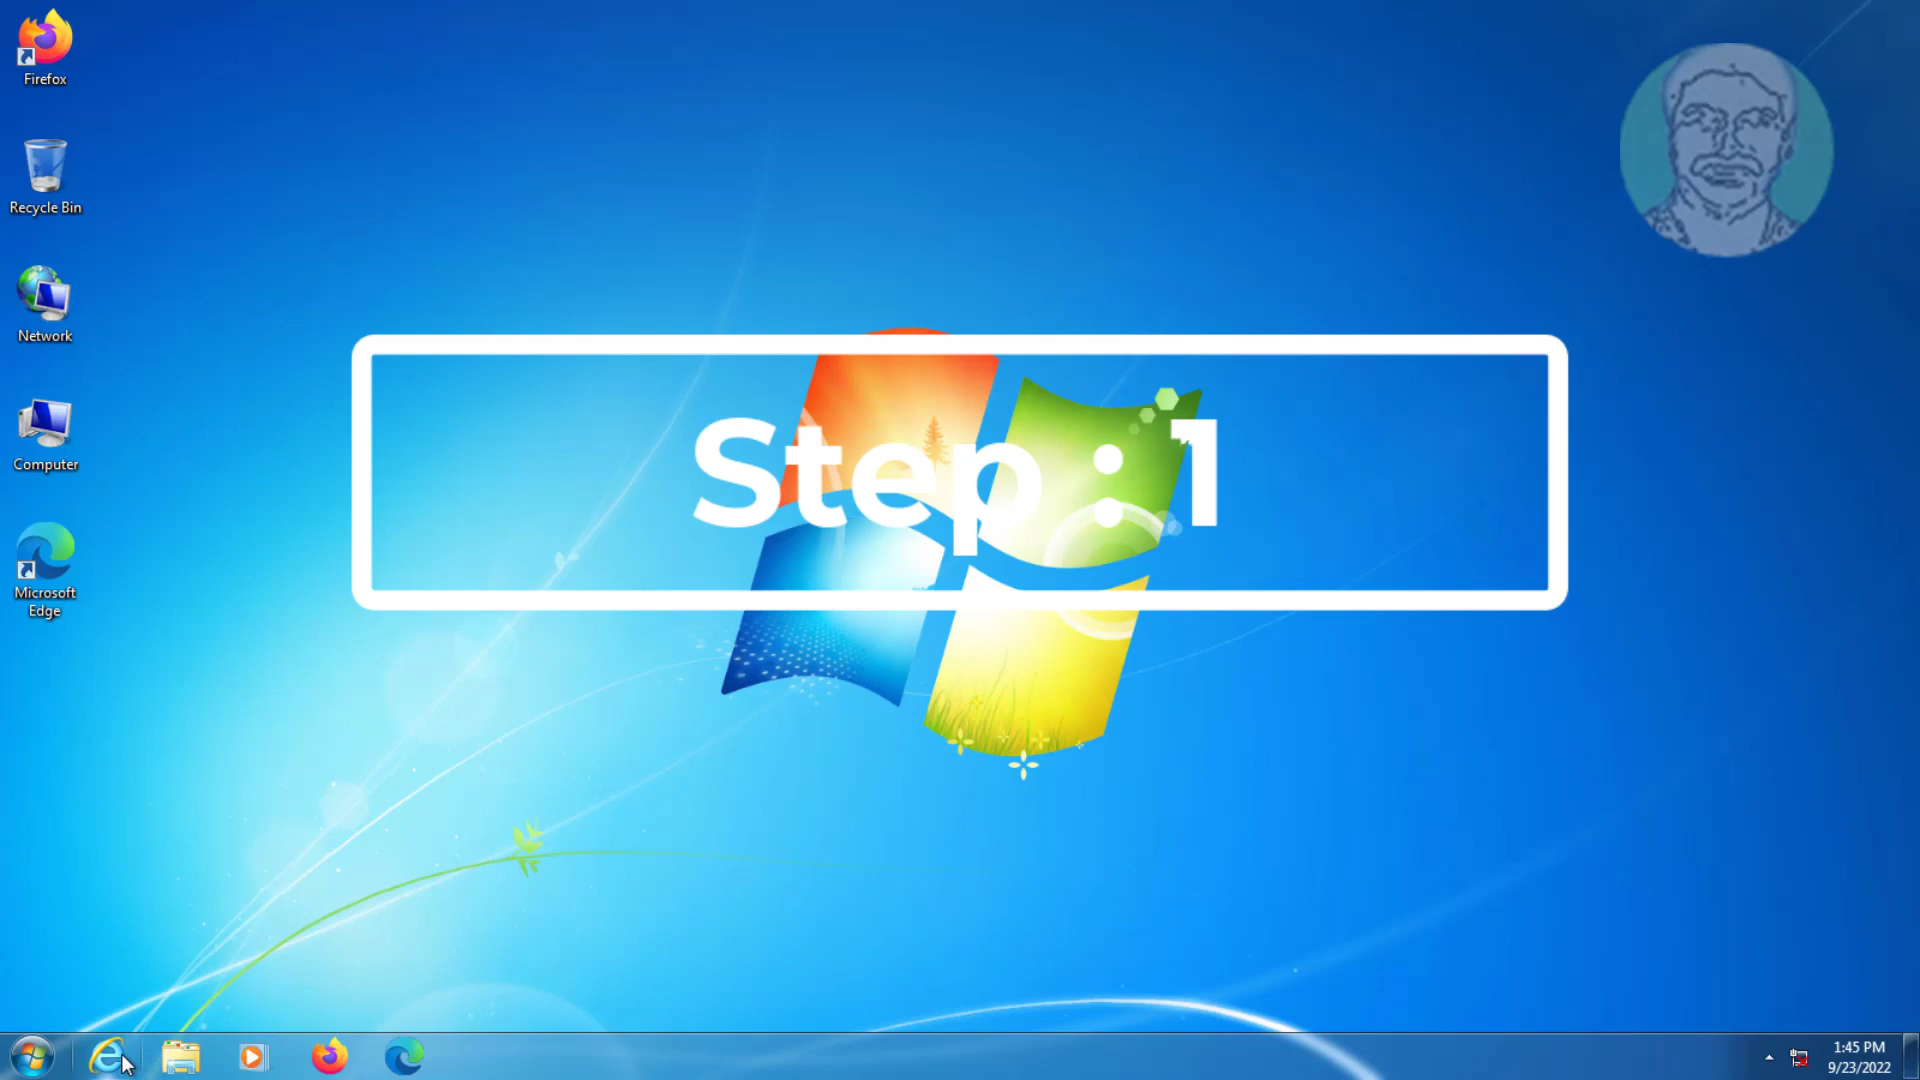 Firefox
Recycle Bin
Network
Computer
Microsoft
Edge
Step : 1
1:45 PM
9/23/2022